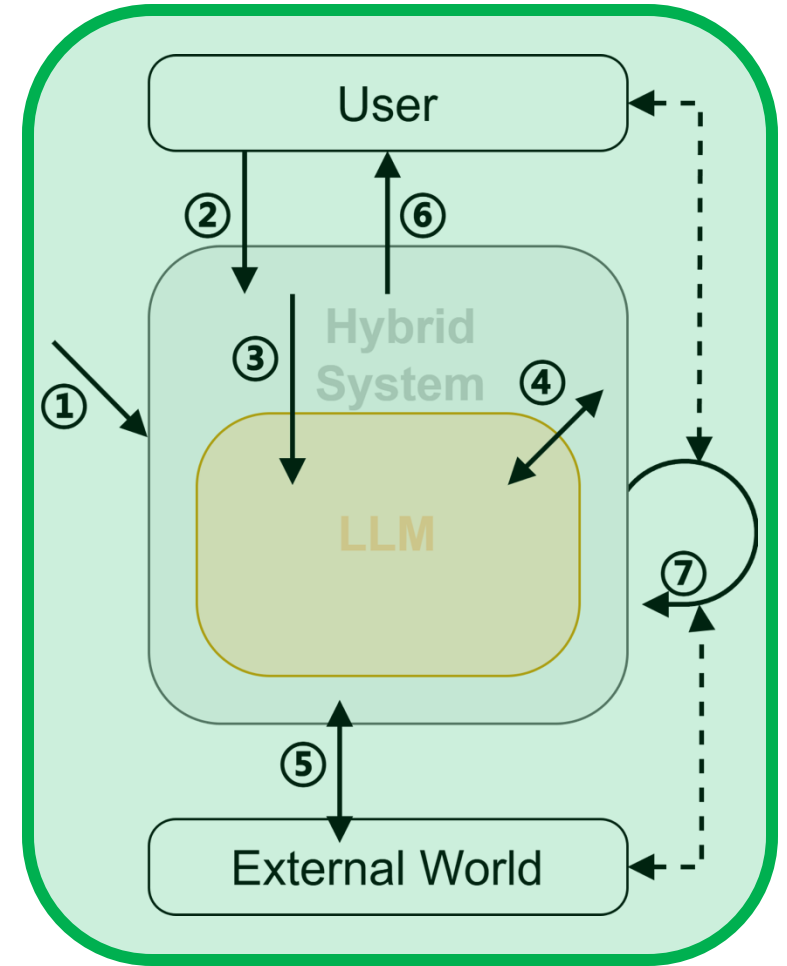 User
②
⑥
Hybrid
System
③
④
①
LLM
⑦
⑤
External World